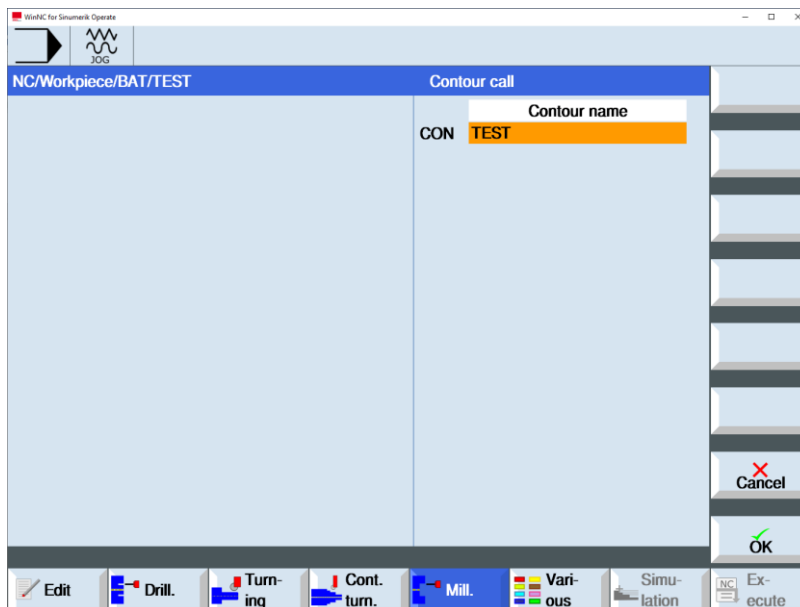 WinNC for Sinumerik Operate
JOG
NC/Workpiece/BAT/TEST
Contour call
Contour name
CON TEST
Cancel
OK
Edit
Drill.
Turn-
ing
Cont.
turn.
Mill.
Vari-
ous
Simu-
lation
NC
Ex-
ecute